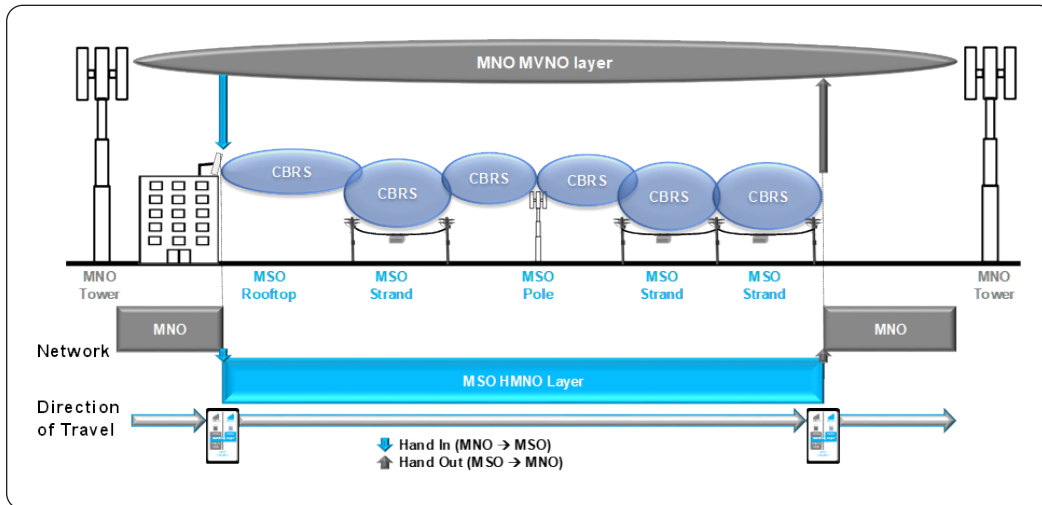 MNO MVNO layer
CBRS
CBRS
CBRS
CBRS
CBRS
CBRS
MNO
Tower
MSO
Rooftop
MSO
Strand
MSO
Pole
MSO
Strand
MSO
Strand
MNO
Tower
MNO
MNO
Network
MSO HMNO Layer
Direction
of Travel
Hand In (MNO → MSO)
Hand Out (MSO → MNO)